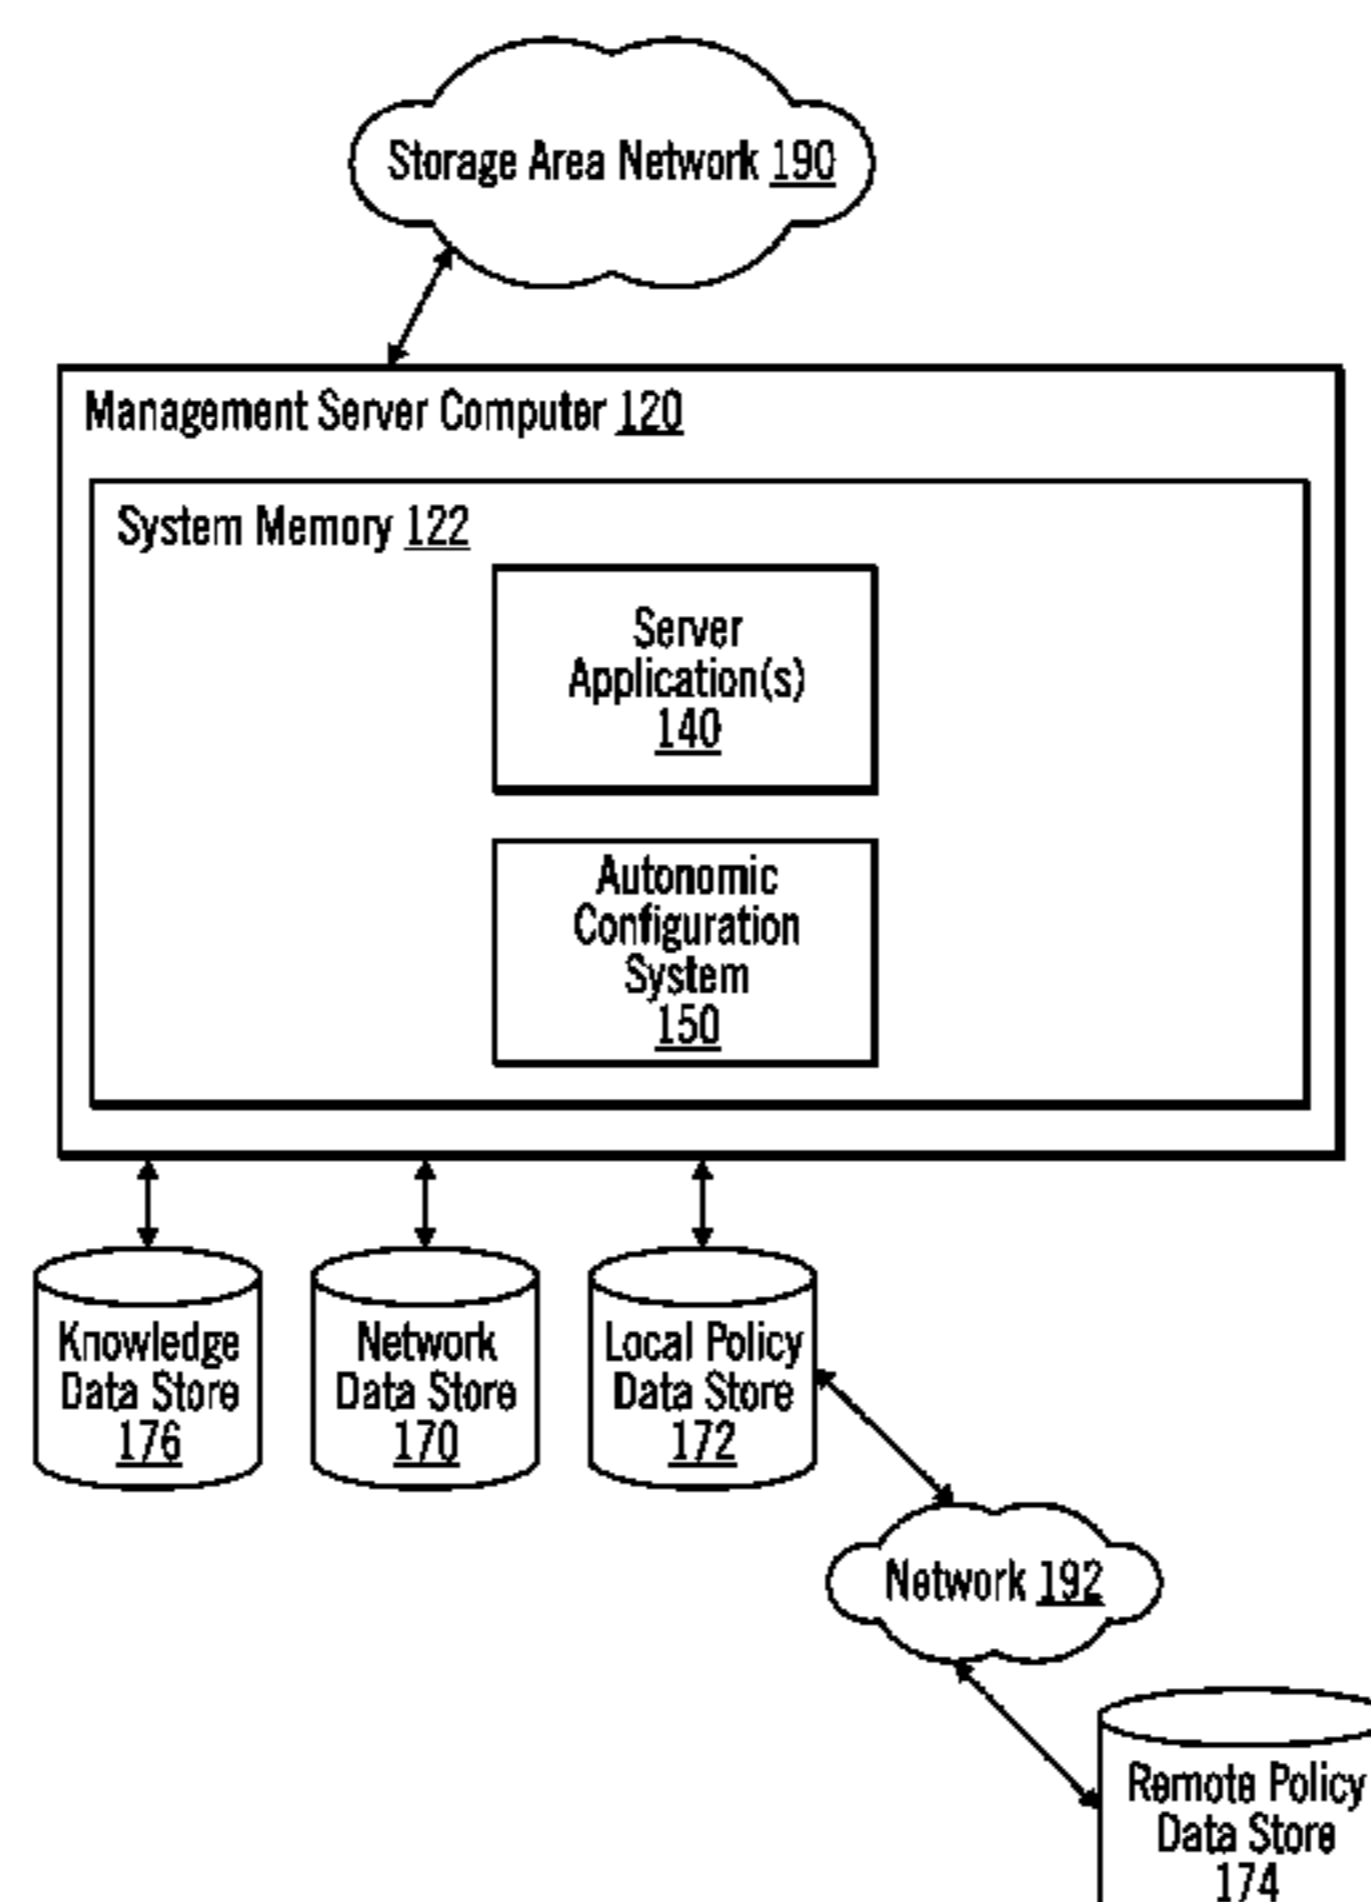 Storage Area Network 190
Management Server Computer 120
System Memory 122
Server
Application(s)
140
Autonomic
Configuration
System
150
Knowledge
Data Store
176
Network
Data Store
170
Local Policy
Data Store
172
Network 192
Remote Policy
Data Store
174